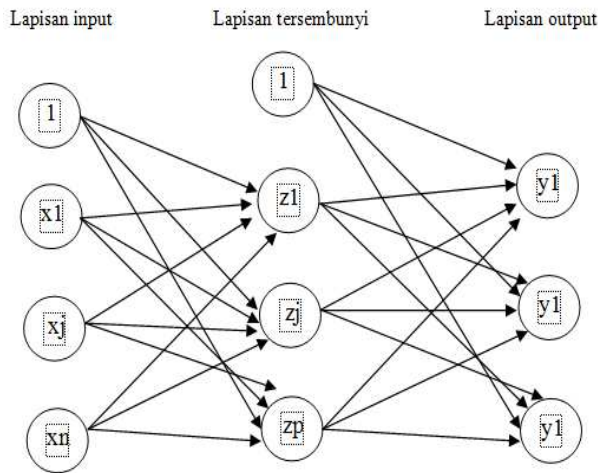 Lapisan input
Lapisan tersembunyi
Lapisan output
1
x1
xj
xn
1
z1
zj
zp
y1
y1
y1